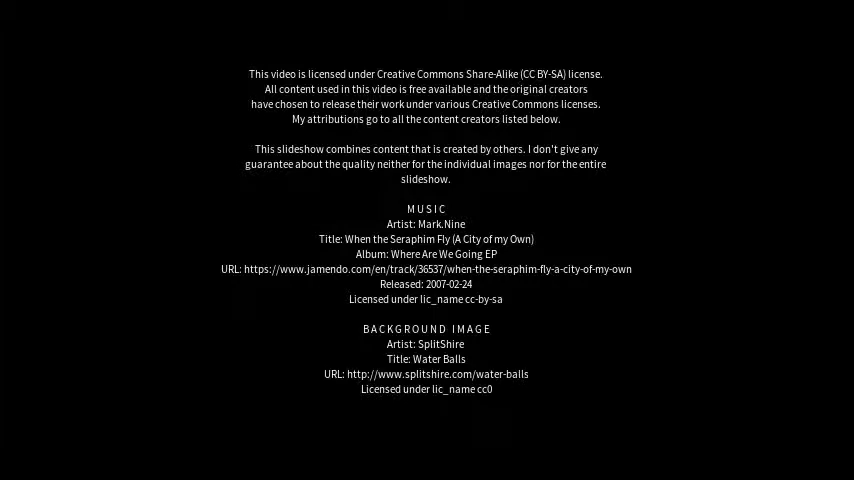 This video is licensed under Creative Commons Share-Alike (CC BY-SA) license.
All content used in this video is free available and the original creators
have chosen to release their work under various Creative Commons licenses.
My attributions go to all the content creators listed below.
This slideshow combines content that is created by others. I don't give any
guarantee about the quality neither for the individual images nor for the entire
slideshow.
MUSIC
Artist: Mark.Nine
Title: When the Seraphim Fly (A City of my Own)
Album: Where Are We Going EP
URL: https://www.jamendo.com/en/track/36537/when-the-seraphim-fly-a-city-of-my-own
Released: 2007-02-24
Licensed under lic_name cc-by-sa
BACKGROUND IMAGE
Artist: SplitShire
Title: Water Balls
URL: http://www.splitshire.com/water-balls
Licensed under lic_name cc0